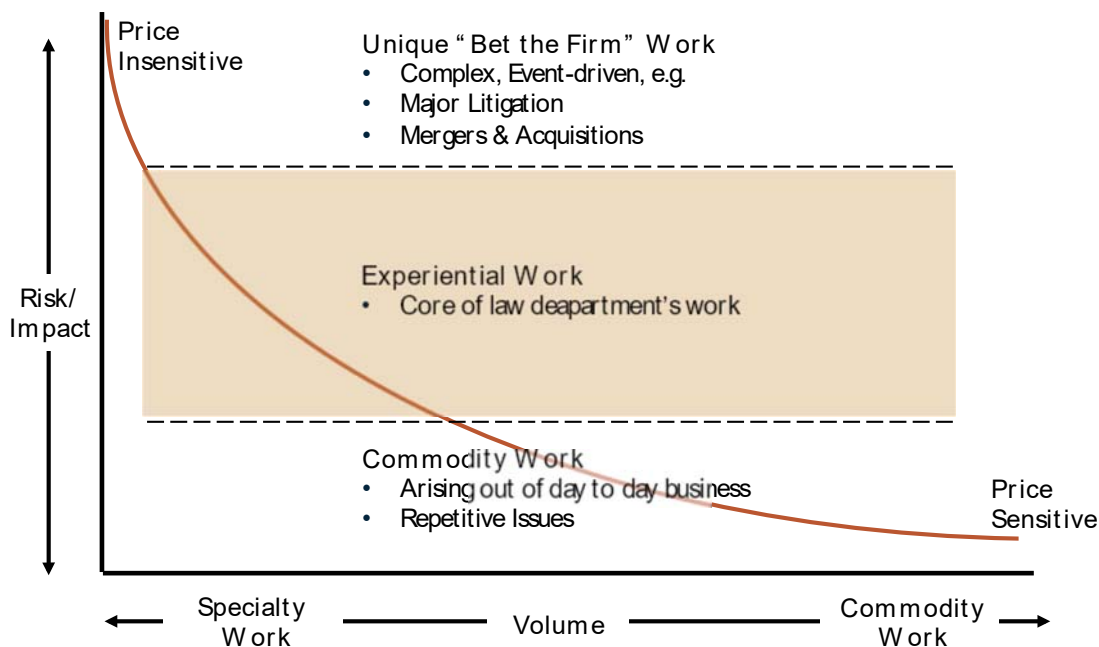 Price
Insensitive
Unique “Bet the Firm” Work
• Complex, Event-driven, e.g.
• Major Litigation
• Mergers & Acquisitions
Experiential Work
• Core of law deapartment’s work
Risk/
Impact
Commodity Work
• Arising out of day to day business
• Repetitive Issues
Price
Sensitive
Specialty
Work
Volume
Commodity
Work